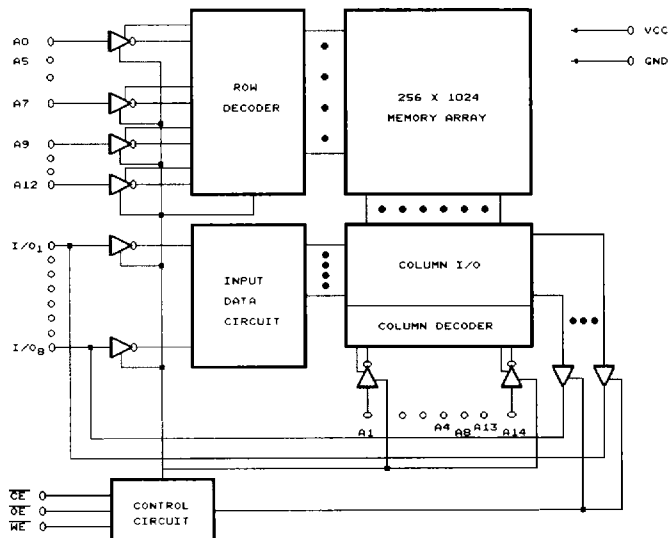 A0
A5
A7
A9
A12
ROW
DECODER
256 X 1024
MEMORY ARRAY
VCC
GND
I/O1
I/O8
INPUT
DATA
CIRCUIT
COLUMN I/O
COLUMN DECODER
A1
A4
A8
A13
A14
CE
OE
WE
CONTROL
CIRCUIT